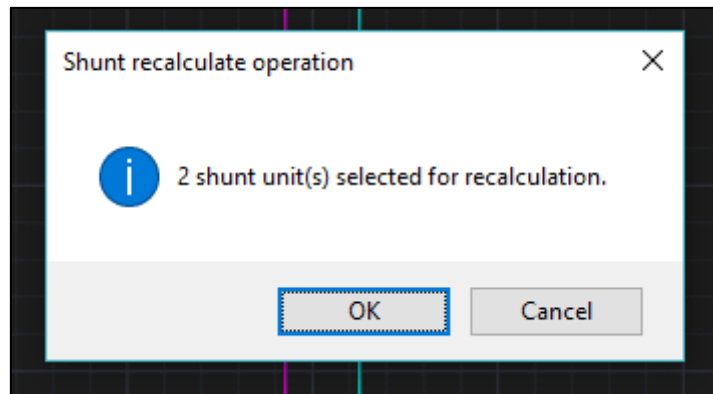 Shunt recalculate operation
2 shunt unit(s) selected for recalculation.
OK
Cancel